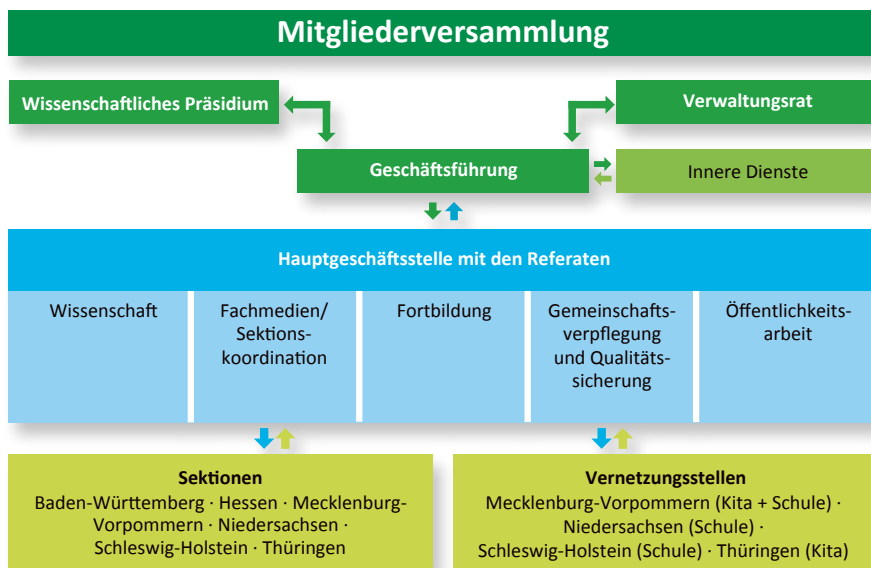 Mitgliederversammlung
Wissenschaftliches Präsidium
Verwaltungsrat
Geschäftsführung
Innere Dienste
Hauptgeschäftsstelle mit den Referaten
Wissenschaft
Fachmedien/
Sektions-
koordination
Fortbildung
Gemeinschafts-
verpflegung
und Qualitäts-
sicherung
Öffentlichkeits-
arbeit
Sektionen
Baden-Württemberg · Hessen · Mecklenburg-
Vorpommern · Niedersachsen ·
Schleswig-Holstein · Thüringen
Vernetzungsstellen
Mecklenburg-Vorpommern (Kita + Schule) ·
Niedersachsen (Schule) ·
Schleswig-Holstein (Schule) · Thüringen (Kita)